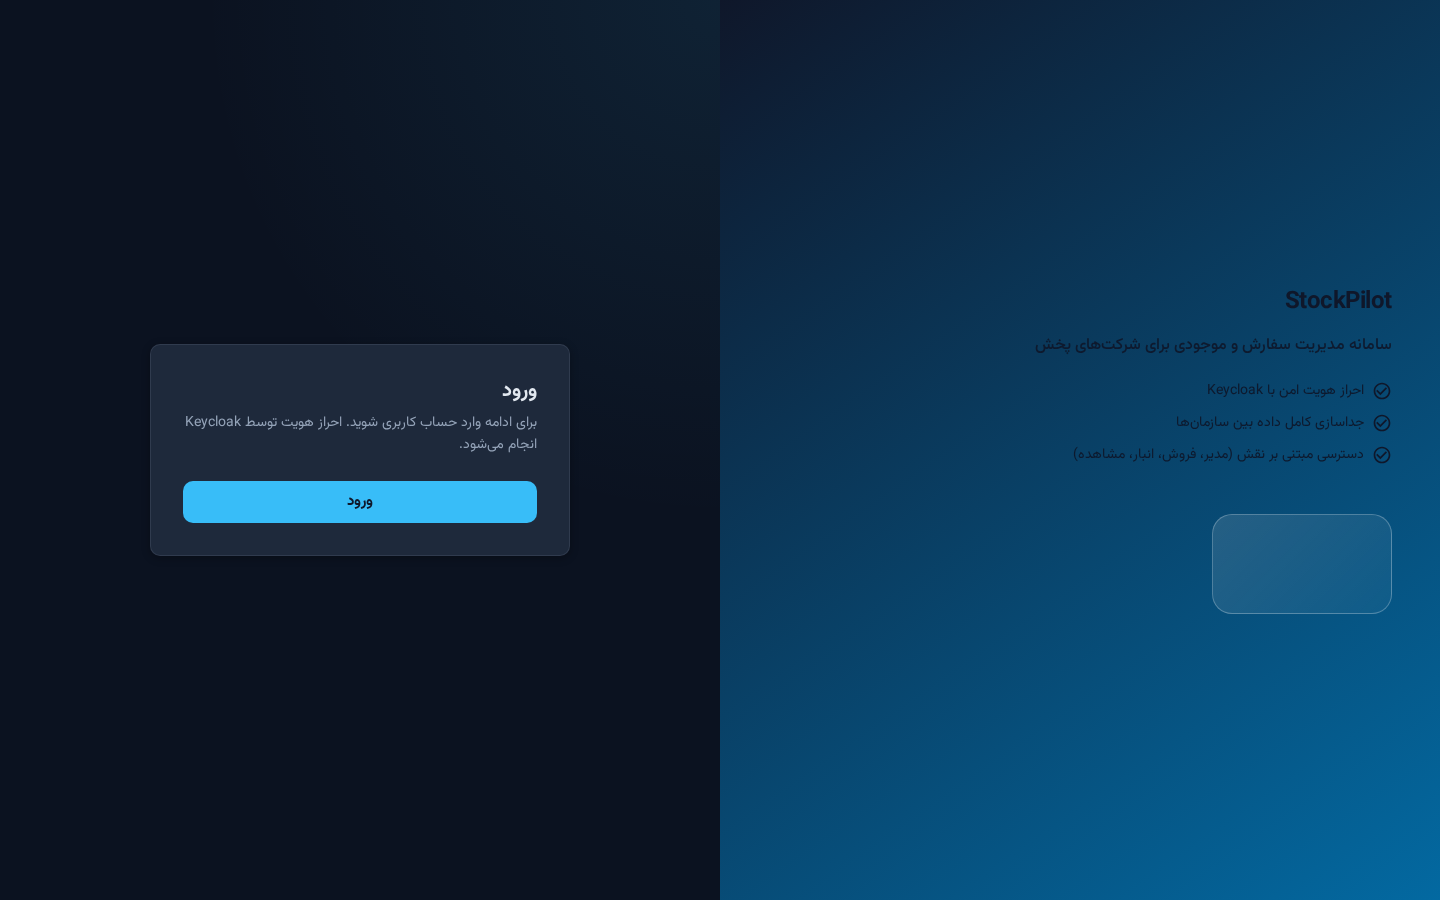 StockPilot
سامانه مدیریت سفارش و موجودی برای شرکت‌های پخش
احراز هویت امن با Keycloak
جداسازی کامل داده بین سازمان‌ها
دسترسی مبتنی بر نقش (مدیر، فروش، انبار، مشاهده)
ورود
برای ادامه وارد حساب کاربری شوید. احراز هویت توسط Keycloak
انجام می‌شود.
ورود